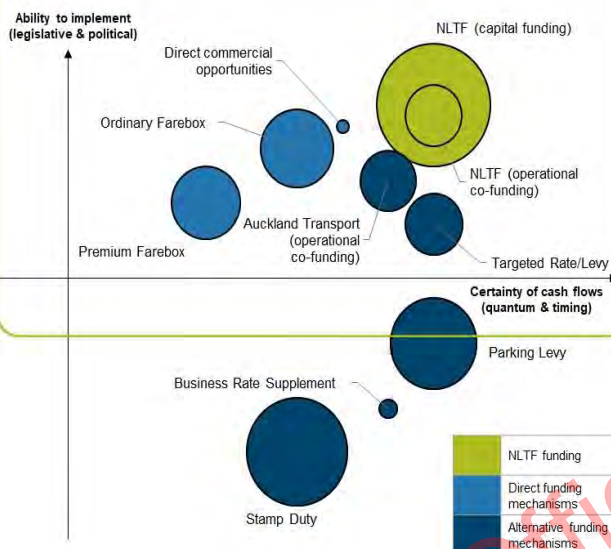 Ability to implement
(legislative & political)
NLTF (capital funding)
Direct commercial
opportunities
Ordinary Farebox
NLTF (operational
co-funding)
Auckland Transport
(operational
co-funding)
Premium Farebox
Targeted Rate/Levy
Certainty of cash flows
(quantum & timing)
Parking Levy
Business Rate Supplement
Stamp Duty
NLTF funding
Direct funding
mechanisms
Alternative funding
mechanisms